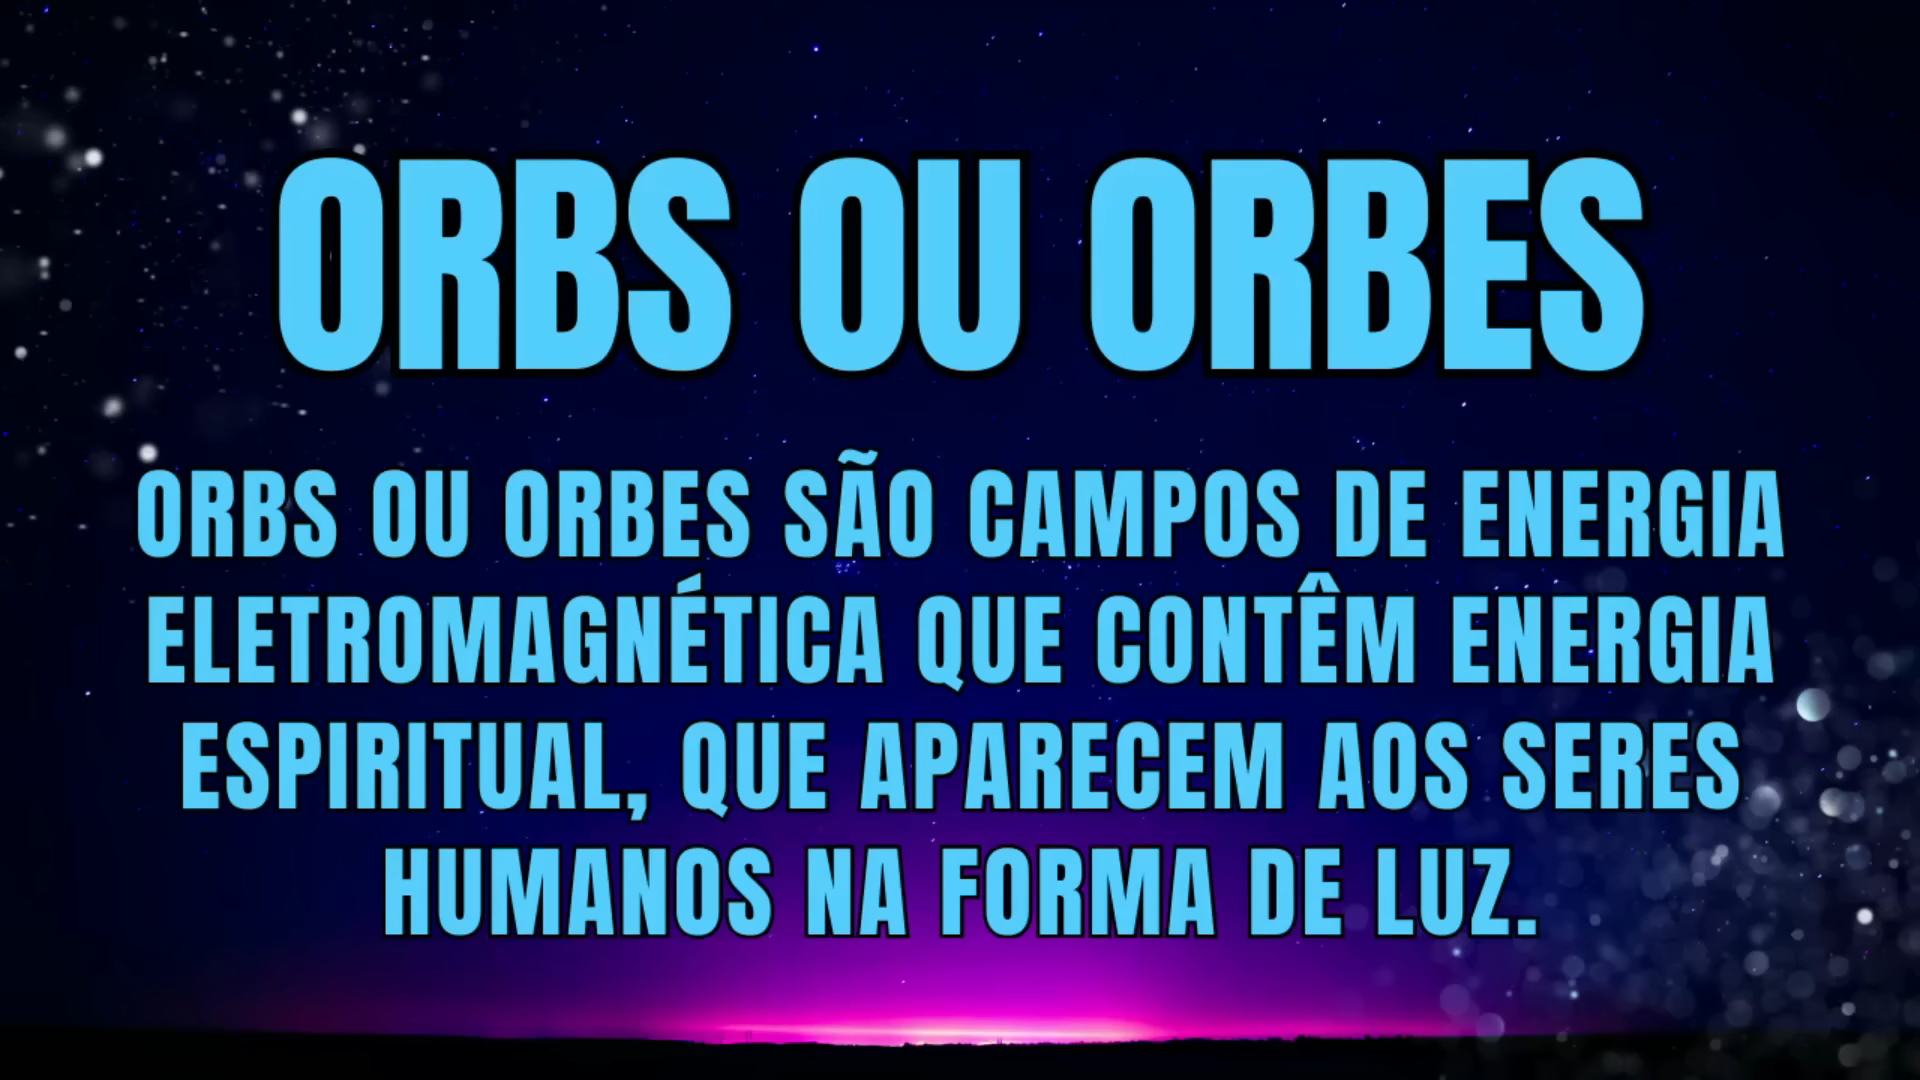 ORBS OU ORBES
ORBS OU ORBES SÃO CAMPOS DE ENERGIA
ELETROMAGNÉTICA QUE CONTÊM ENERGIA
ESPIRITUAL, QUE APARECEM AOS SERES
HUMANOS NA FORMA DE LUZ.